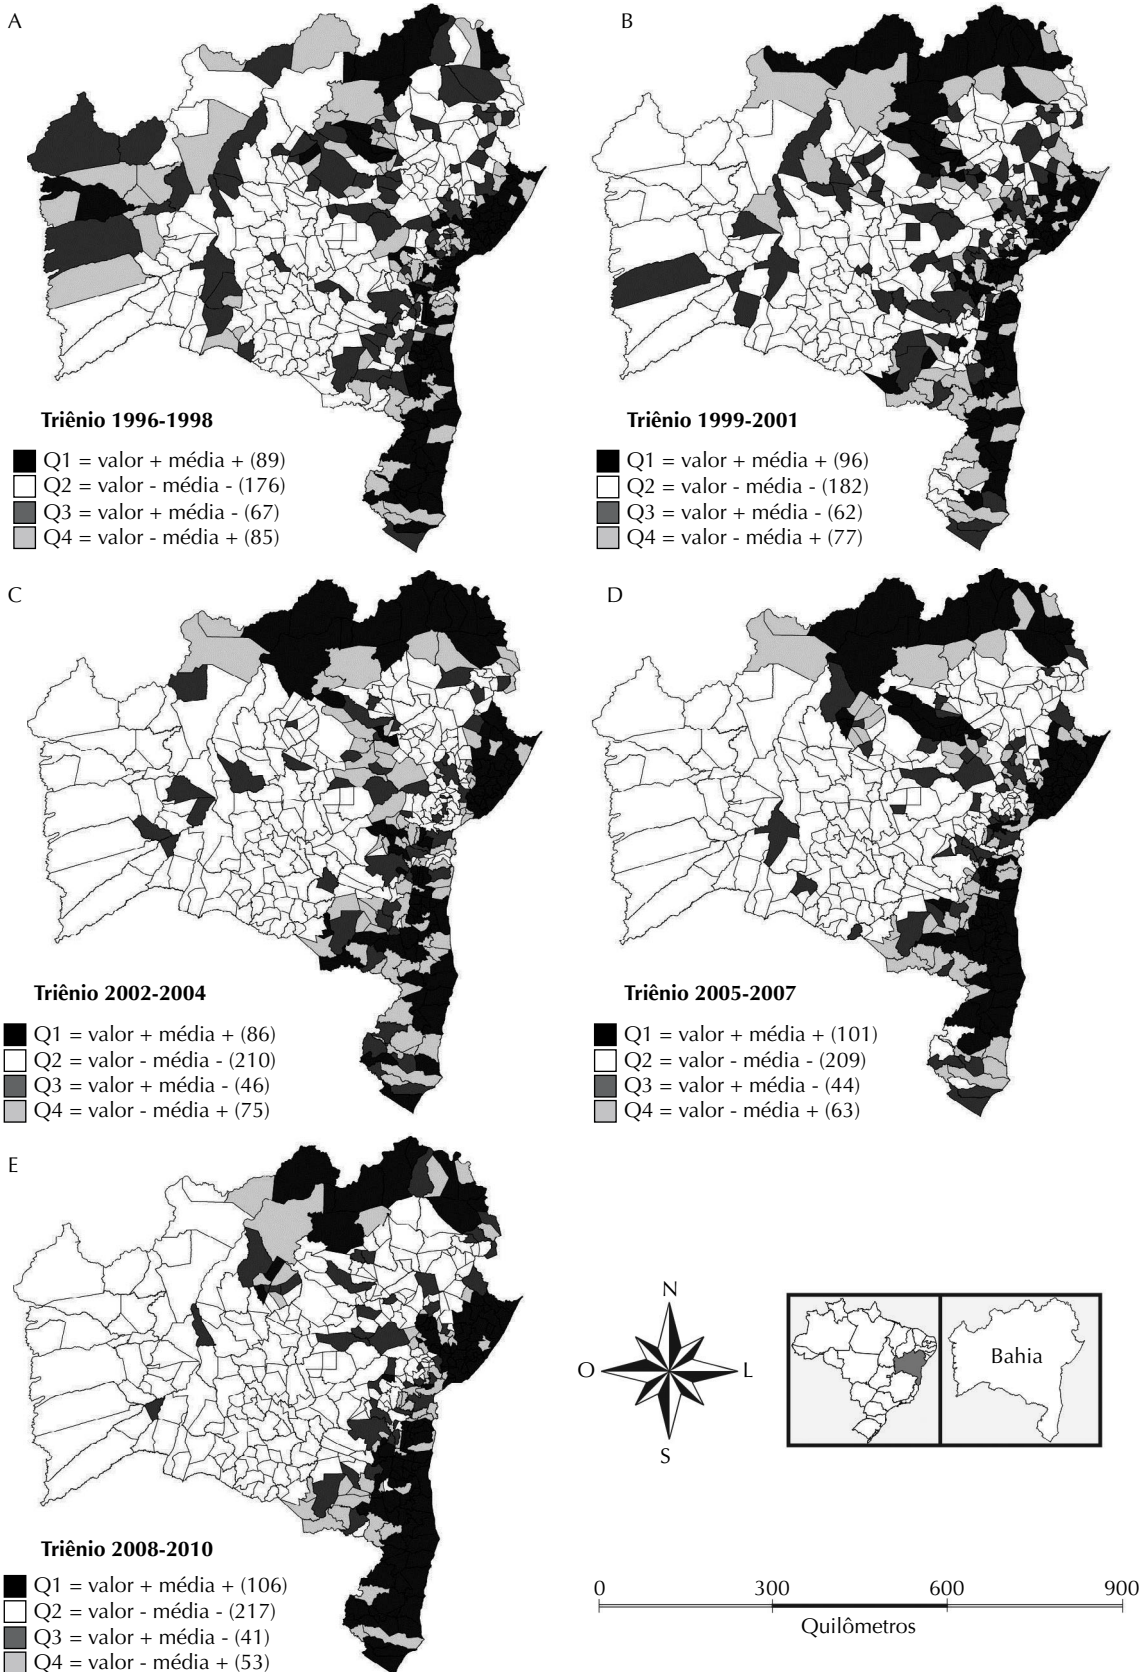 A
Triênio 1996-1998
Q1 = valor + média + (89)
Q2 = valor - média - (176)
Q3 = valor + média - (67)
Q4 = valor - média + (85)
B
Triênio 1999-2001
Q1 = valor + média + (96)
Q2 = valor - média - (182)
Q3 = valor + média - (62)
Q4 = valor - média + (77)
C
Triênio 2002-2004
Q1 = valor + média + (86)
Q2 = valor - média - (210)
Q3 = valor + média - (46)
Q4 = valor - média + (75)
D
Triênio 2005-2007
Q1 = valor + média + (101)
Q2 = valor - média - (209)
Q3 = valor + média - (44)
Q4 = valor - média + (63)
E
Triênio 2008-2010
Q1 = valor + média + (106)
Q2 = valor - média - (217)
Q3 = valor + média - (41)
Q4 = valor - média + (53)
N
O L
S
Bahia
0 300 600 900
Quilômetros